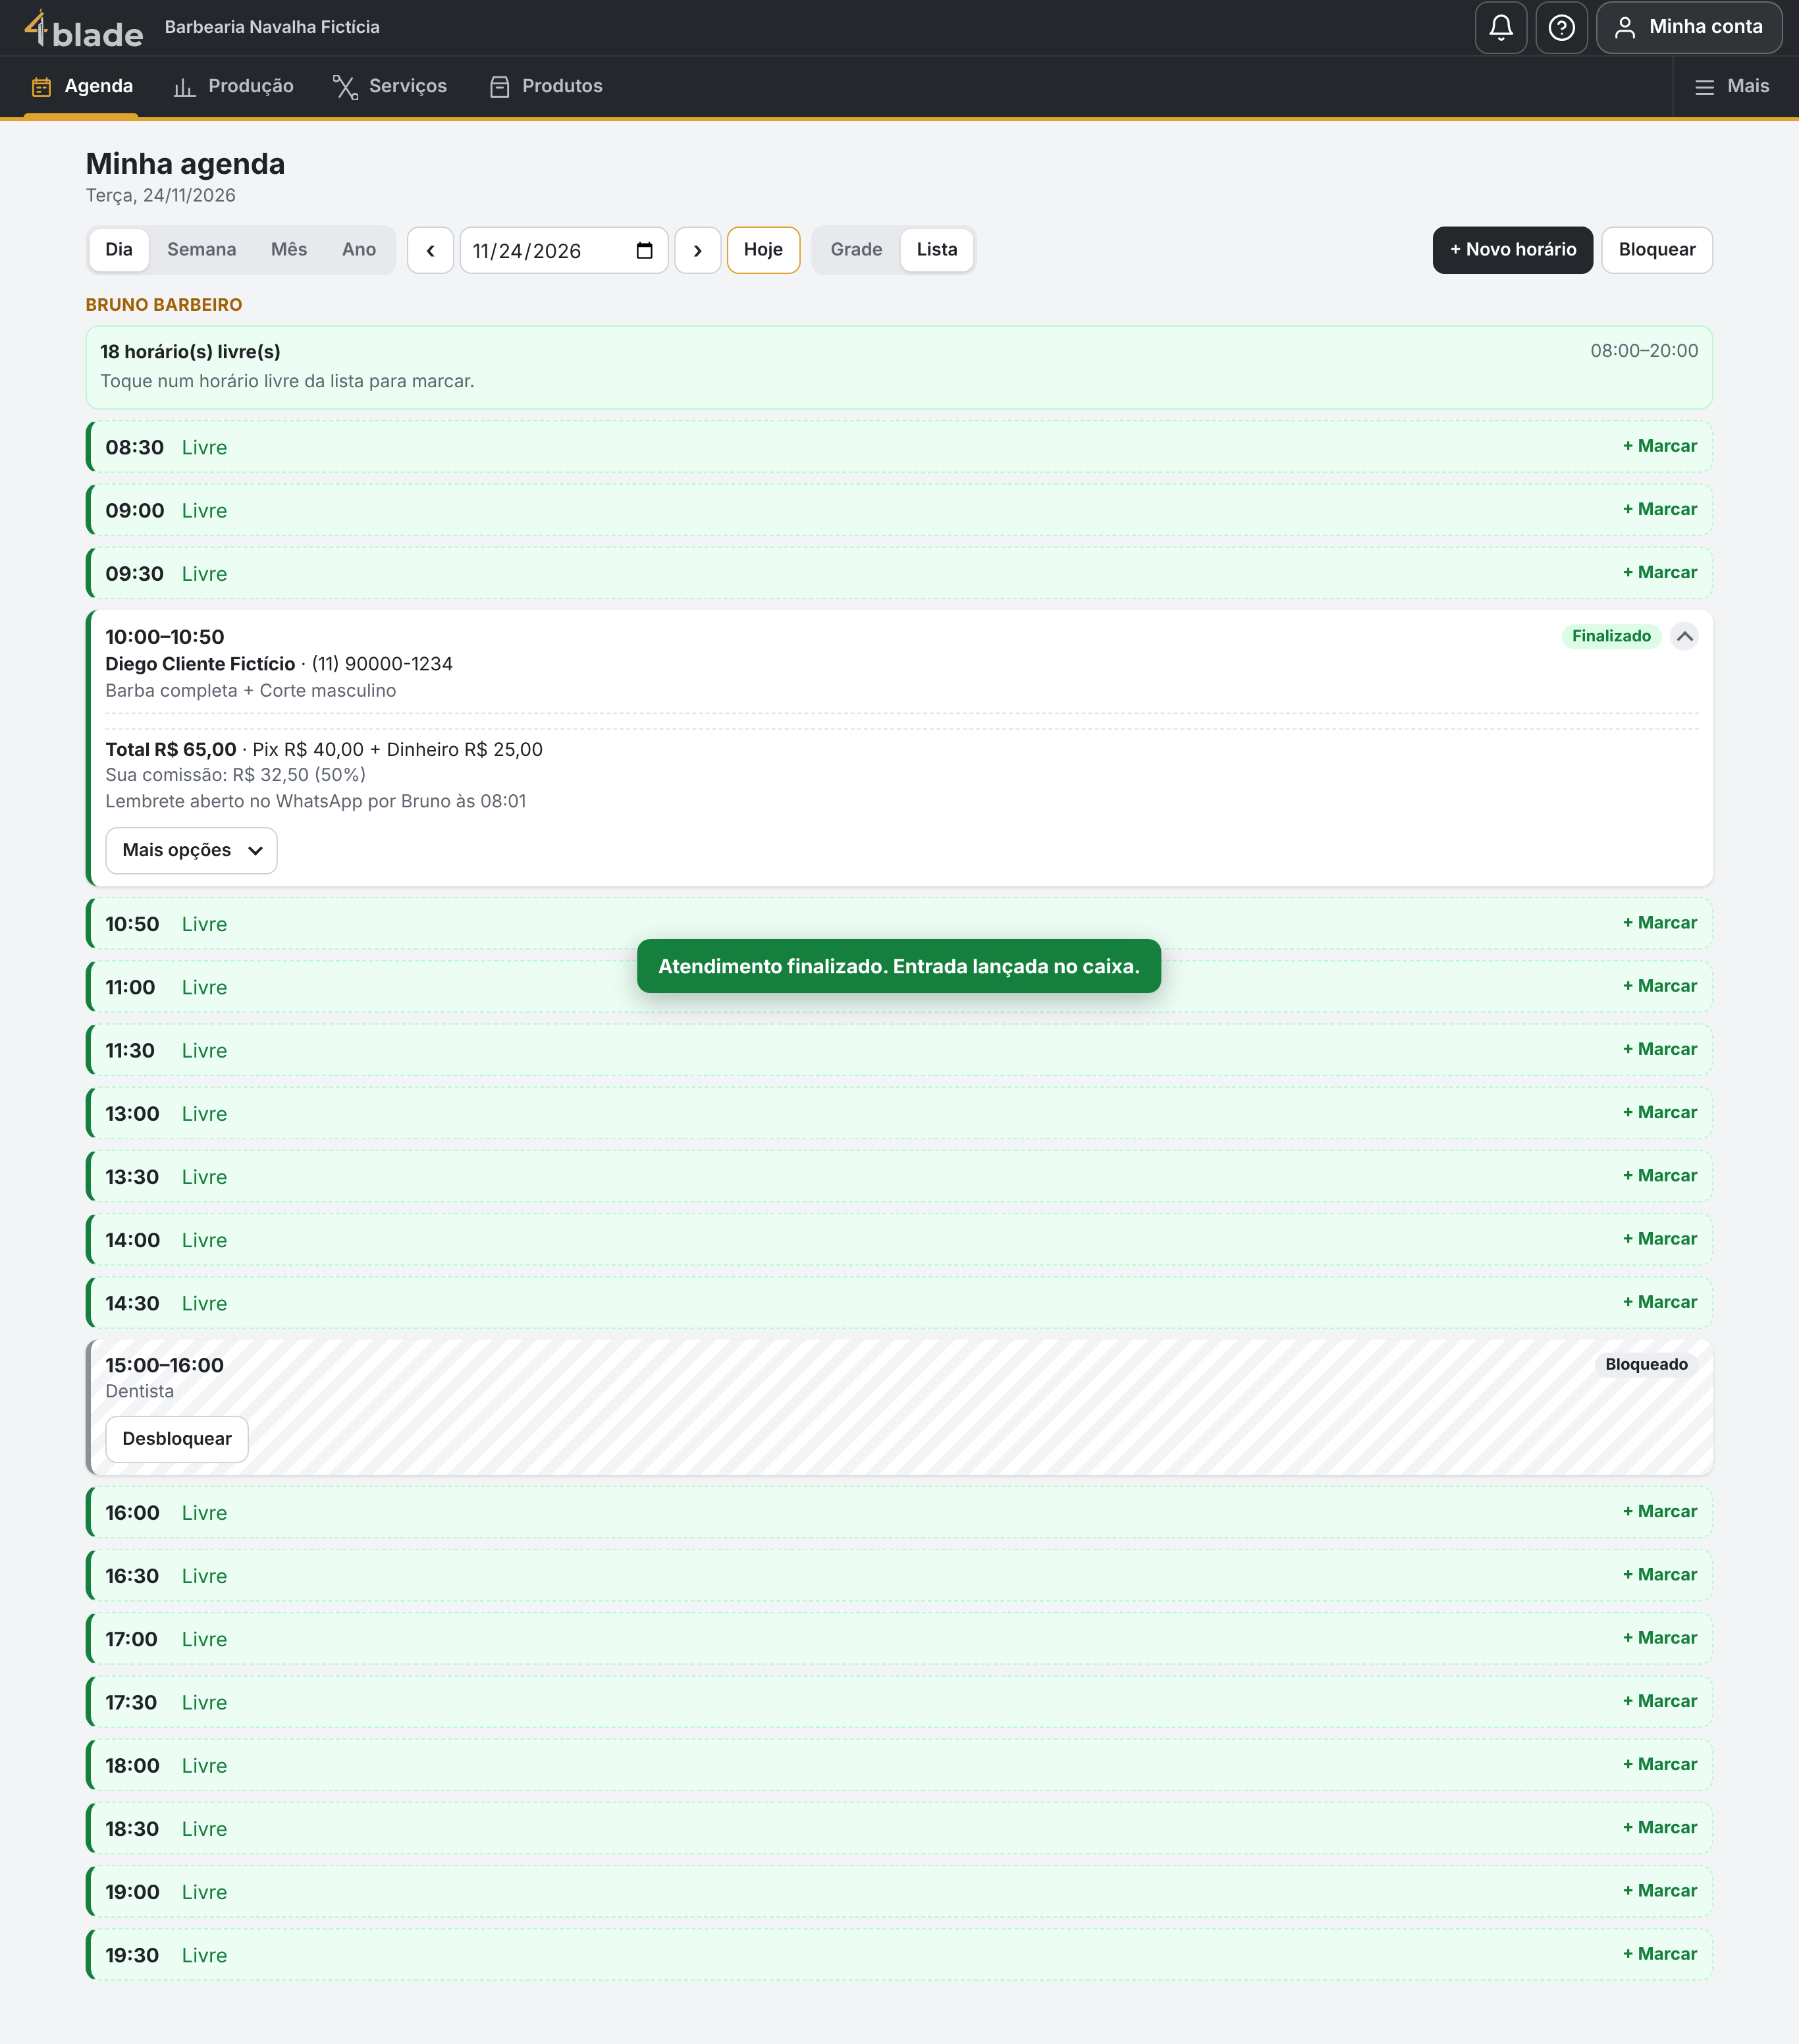 4blade
Barbearia Navalha Fictícia
Minha conta
Agenda
Produção
Serviços
Produtos
Mais
Minha agenda
Terça, 24/11/2026
Dia
Semana
Mês
Ano
11/24/2026
Hoje
Grade
Lista
+ Novo horário
Bloquear
BRUNO BARBEIRO
18 horário(s) livre(s)
08:00–20:00
Toque num horário livre da lista para marcar.
08:30 Livre + Marcar
09:00 Livre + Marcar
09:30 Livre + Marcar
10:00–10:50
Finalizado
Diego Cliente Fictício · (11) 90000-1234
Barba completa + Corte masculino
Total R$ 65,00 · Pix R$ 40,00 + Dinheiro R$ 25,00
Sua comissão: R$ 32,50 (50%)
Lembrete aberto no WhatsApp por Bruno às 08:01
Mais opções
10:50 Livre + Marcar
Atendimento finalizado. Entrada lançada no caixa.
11:00 Livre + Marcar
11:30 Livre + Marcar
13:00 Livre + Marcar
13:30 Livre + Marcar
14:00 Livre + Marcar
14:30 Livre + Marcar
15:00–16:00
Bloqueado
Dentista
Desbloquear
16:00 Livre + Marcar
16:30 Livre + Marcar
17:00 Livre + Marcar
17:30 Livre + Marcar
18:00 Livre + Marcar
18:30 Livre + Marcar
19:00 Livre + Marcar
19:30 Livre + Marcar